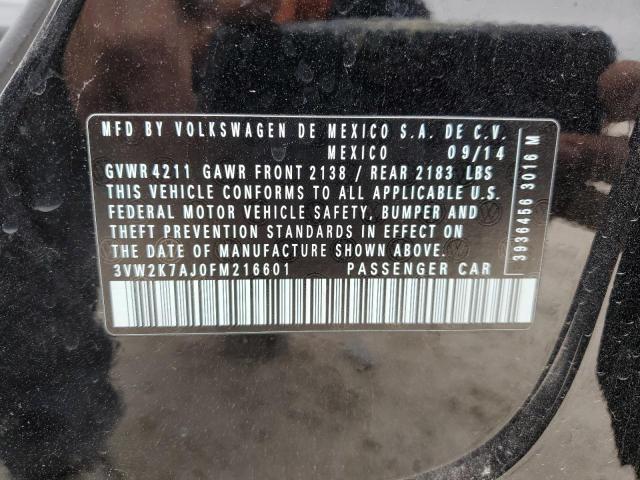 MFD BY VOLKSWAGEN DE MEXICO S.A. DE C.V.
MEXICO 09/14
GVWR 4211 GAWR FRONT 2138 / REAR 2183 LBS
THIS VEHICLE CONFORMS TO ALL APPLICABLE U.S.
FEDERAL MOTOR VEHICLE SAFETY, BUMPER AND
THEFT PREVENTION STANDARDS IN EFFECT ON
THE DATE OF MANUFACTURE SHOWN ABOVE.
3VW2K7AJ0FM216601 PASSENGER CAR
3936456 3016 M